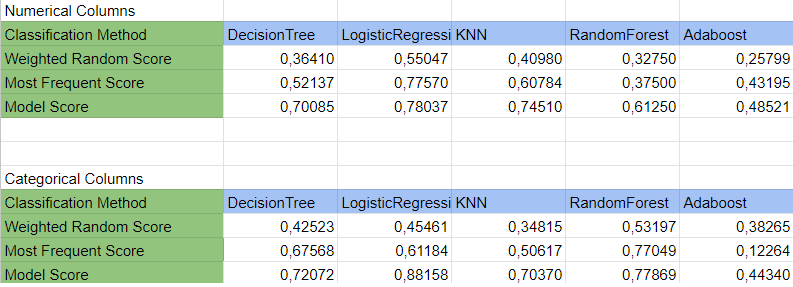 Numerical Columns
Classification Method DecisionTree LogisticRegressi KNN RandomForest Adaboost
Weighted Random Score 0,36410 0,55047 0,40980 0,32750 0,25799
Most Frequent Score 0,52137 0,77570 0,60784 0,37500 0,43195
Model Score 0,70085 0,78037 0,74510 0,61250 0,48521
Categorical Columns
Classification Method DecisionTree LogisticRegressi KNN RandomForest Adaboost
Weighted Random Score 0,42523 0,45461 0,34815 0,53197 0,38265
Most Frequent Score 0,67568 0,61184 0,50617 0,77049 0,12264
Model Score 0,72072 0,88158 0,70370 0,77869 0,44340